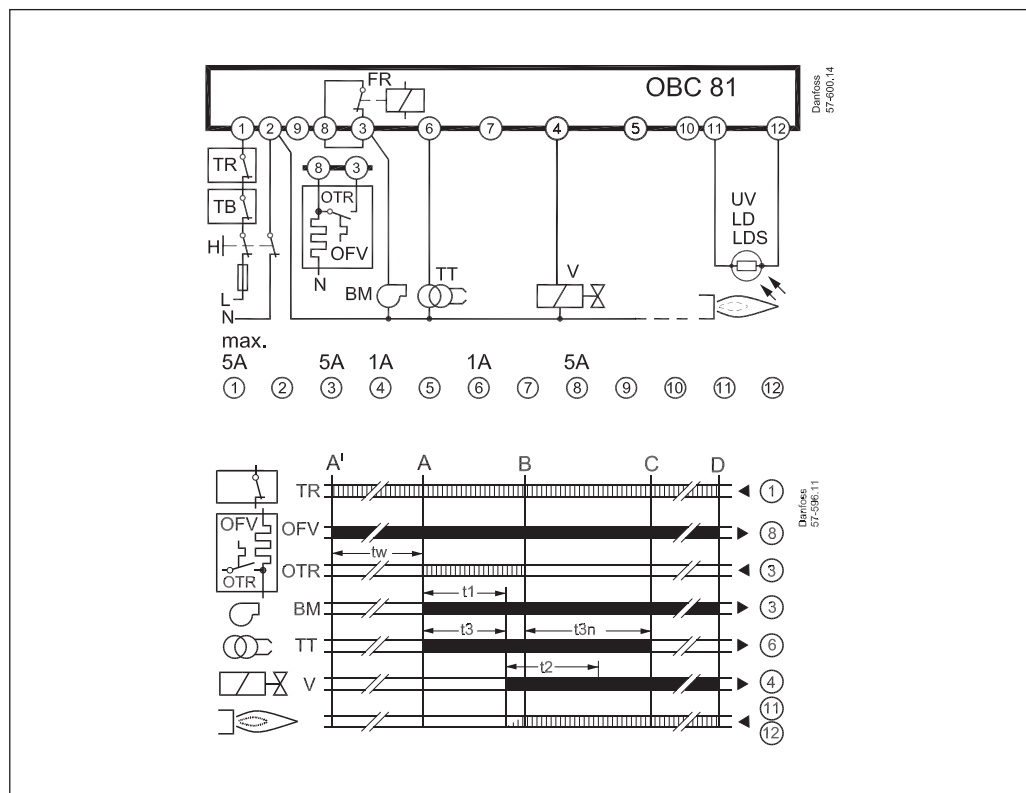 FR
OBC 81
Danfoss
57-600.14
1 2 9 8 3 6 7 4 5 10 11 12
TR
8 3
TB
OTR
UV
LD
LDS
H
OFV
N
BM
TT
V
L
N
max.
5A 5A 1A 1A 5A
1 2 3 4 5 6 7 8 9 10 11 12
A' A B C D
TR
1
Danfoss
57-596.11
OFV
OFV
8
tw
OTR
OTR
3
t1
BM
3
t3
t3n
TT
6
t2
V
4
11
12